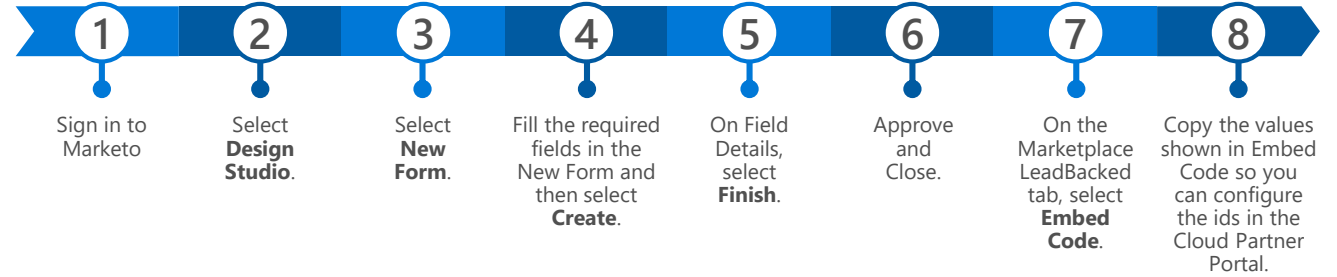 1
2
3
4
5
6
7
8
Sign in to
Marketo
Select
Design
Studio.
Select
New
Form.
Fill the required
fields in the
New Form and
then select
Create.
On Field
Details,
select
Finish.
Approve
and
Close.
On the
Marketplace
LeadBacked
tab, select
Embed
Code.
Copy the values
shown in Embed
Code so you
can configure
the ids in the
Cloud Partner
Portal.